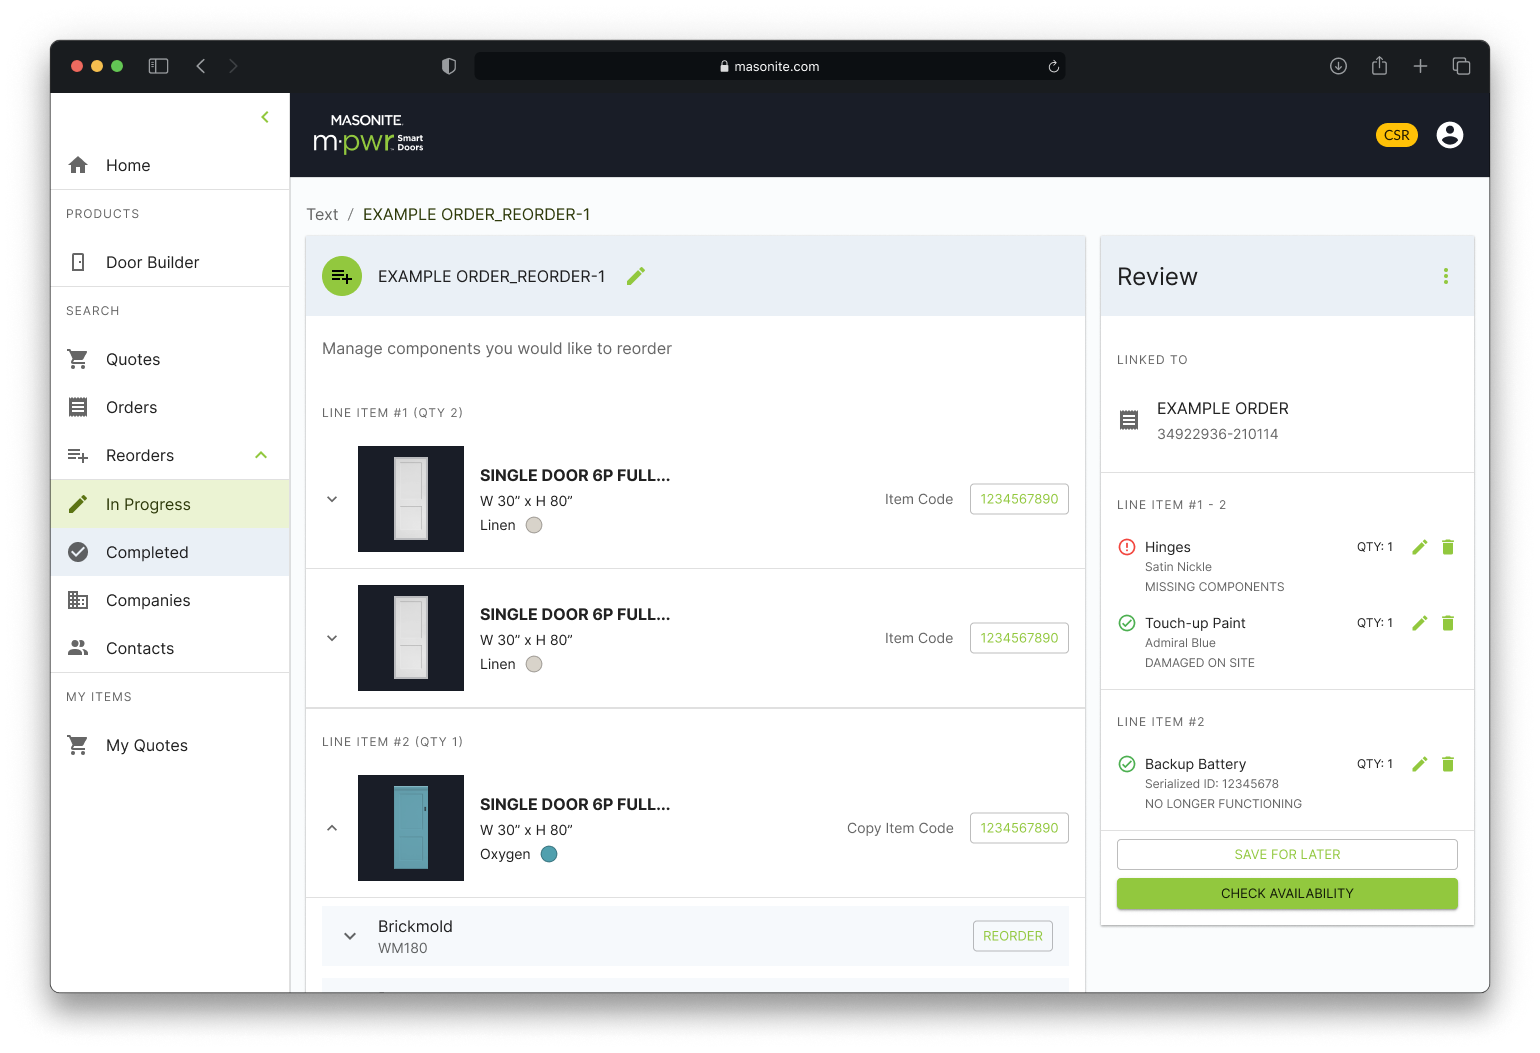 masonite.com
MASONITE
m·pwr Smart Doors
CSR
Home
PRODUCTS
Door Builder
SEARCH
Quotes
Orders
Reorders
In Progress
Completed
Companies
Contacts
MY ITEMS
My Quotes
Text / EXAMPLE ORDER_REORDER-1
EXAMPLE ORDER_REORDER-1
Manage components you would like to reorder
LINE ITEM #1 (QTY 2)
SINGLE DOOR 6P FULL...
W 30” x H 80”
Linen
Item Code 1234567890
SINGLE DOOR 6P FULL...
W 30” x H 80”
Linen
Item Code 1234567890
LINE ITEM #2 (QTY 1)
SINGLE DOOR 6P FULL...
W 30” x H 80”
Oxygen
Copy Item Code 1234567890
Brickmold
WM180
REORDER
Review
LINKED TO
EXAMPLE ORDER
34922936-210114
LINE ITEM #1 - 2
Hinges QTY: 1
Satin Nickle
MISSING COMPONENTS
Touch-up Paint QTY: 1
Admiral Blue
DAMAGED ON SITE
LINE ITEM #2
Backup Battery QTY: 1
Serialized ID: 12345678
NO LONGER FUNCTIONING
SAVE FOR LATER
CHECK AVAILABILITY